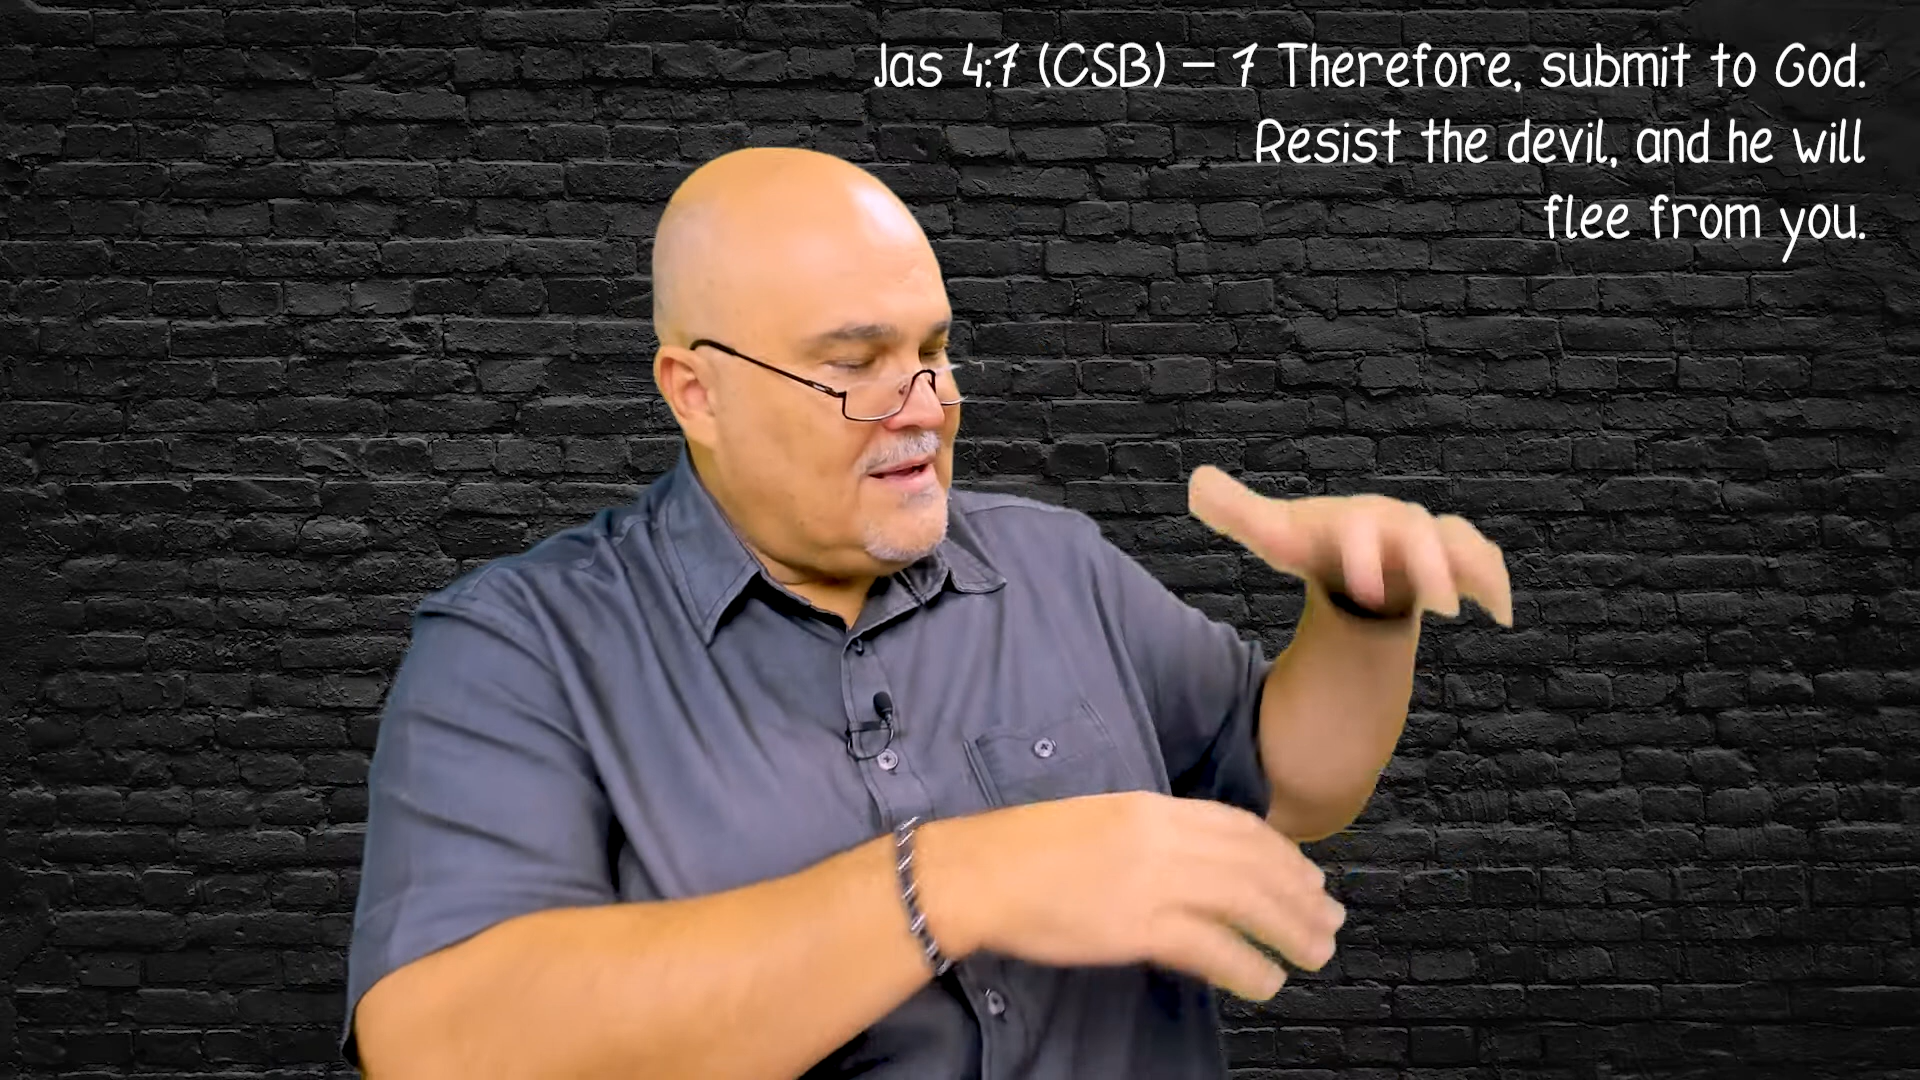 Jas 4:7 (CSB) – 7 Therefore, submit to God.
Resist the devil, and he will
flee from you.